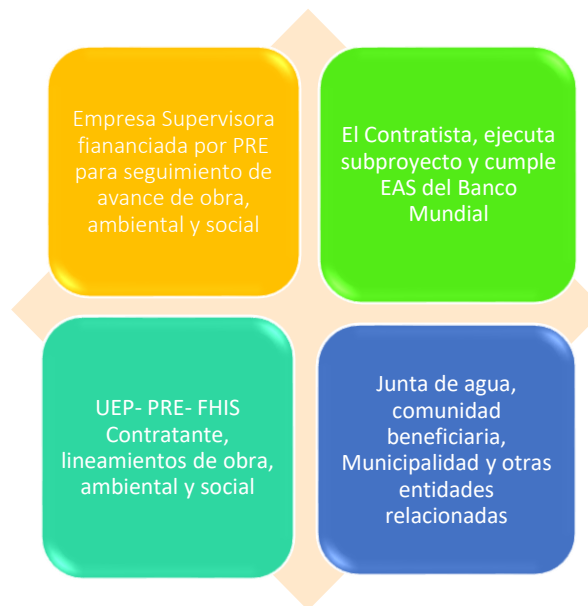 Empresa Supervisora
fiananciada por PRE
para seguimiento de
avance de obra,
ambiental y social
El Contratista, ejecuta
subproyecto y cumple
EAS del Banco
Mundial
UEP- PRE- FHIS
Contratante,
lineamientos de obra,
ambiental y social
Junta de agua,
comunidad
beneficiaria,
Municipalidad y otras
entidades
relacionadas